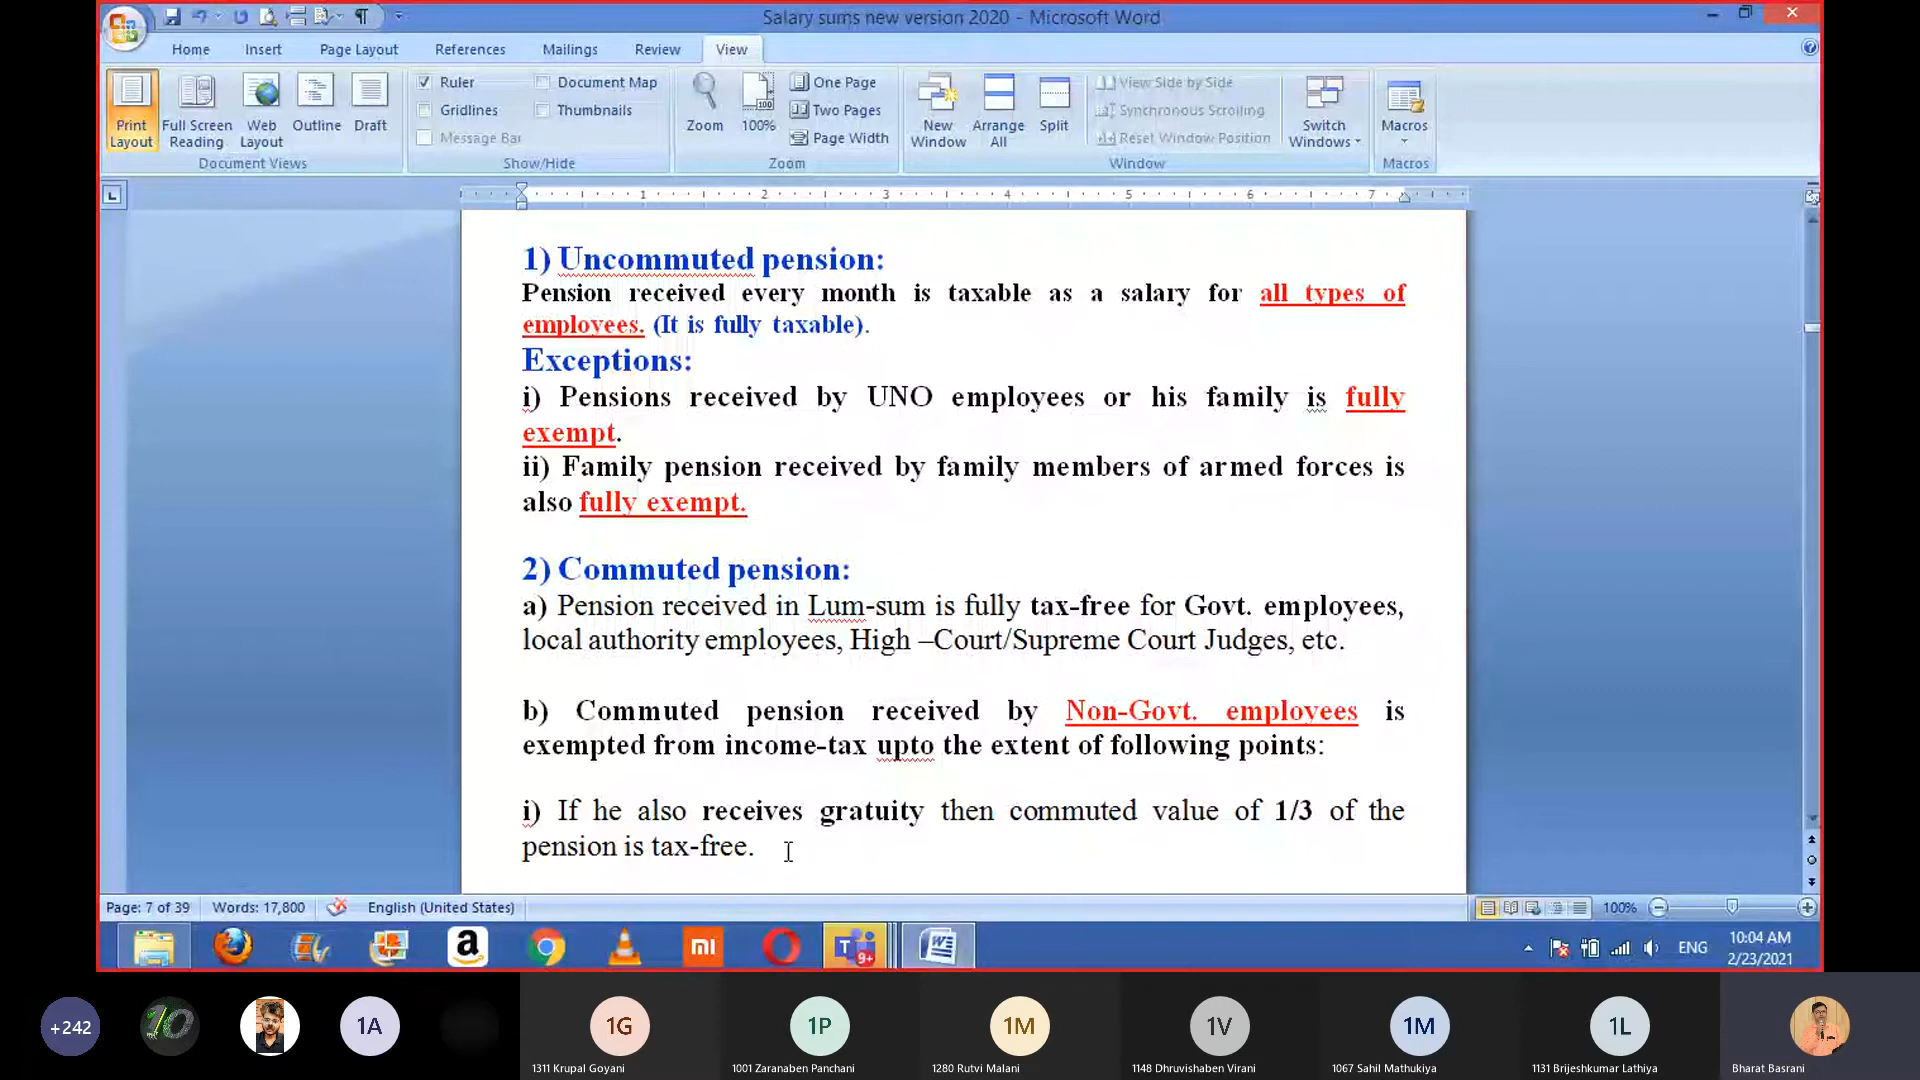 Salary sums new version 2020 - Microsoft Word
Home Insert Page Layout References Mailings Review View
Ruler Document Map One Page View Side by Side
Gridlines Thumbnails Two Pages Synchronous Scrolling
Message Bar Page Width Reset Window Position
Print Layout Full Screen Reading Web Layout Outline Draft Zoom 100% New Window Arrange All Split Switch Windows Macros
Document Views Show/Hide Zoom Window Macros
1 2 3 4 5 6 7
1) Uncommuted pension:
Pension received every month is taxable as a salary for all types of
employees. (It is fully taxable).
Exceptions:
i) Pensions received by UNO employees or his family is fully
exempt.
ii) Family pension received by family members of armed forces is
also fully exempt.
2) Commuted pension:
a) Pension received in Lum-sum is fully tax-free for Govt. employees,
local authority employees, High –Court/Supreme Court Judges, etc.
b) Commuted pension received by Non-Govt. employees is
exempted from income-tax upto the extent of following points:
i) If he also receives gratuity then commuted value of 1/3 of the
pension is tax-free.
Page: 7 of 39 Words: 17,800 English (United States) 100%
a mi T 9+ W ENG 10:04 AM
2/23/2021
+242 10 1A 1G 1P 1M 1V 1M 1L
1311 Krupal Goyani 1001 Zaranaben Panchani 1280 Rutvi Malani 1148 Dhruvishaben Virani 1067 Sahil Mathukiya 1131 Brijeshkumar Lathiya Bharat Basrani